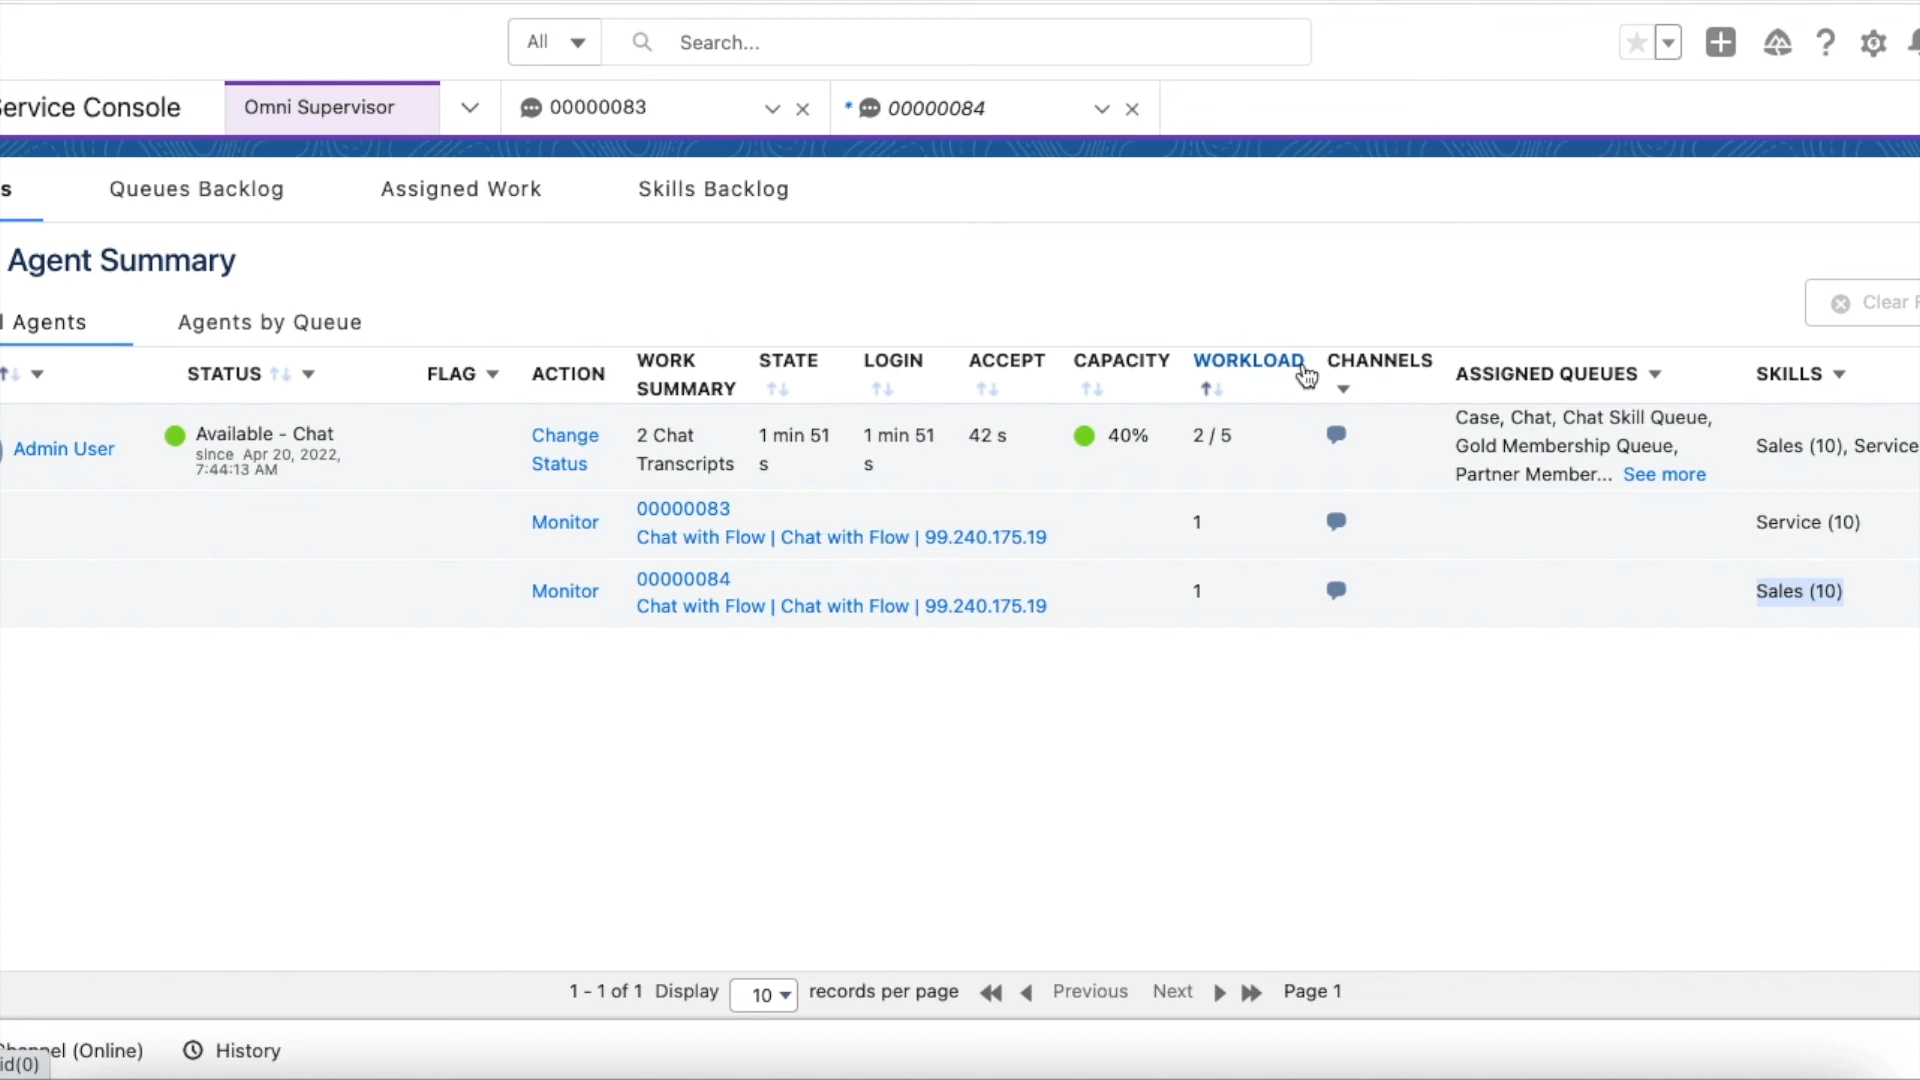 All
Search...
ervice Console
Omni Supervisor
00000083
* 00000084
s
Queues Backlog
Assigned Work
Skills Backlog
Agent Summary
Clear F
l Agents
Agents by Queue
STATUS
FLAG
ACTION
WORK
SUMMARY
STATE
LOGIN
ACCEPT
CAPACITY
WORKLOAD
CHANNELS
ASSIGNED QUEUES
SKILLS
Admin User
Available - Chat
since Apr 20, 2022,
7:44:13 AM
Change
Status
2 Chat
Transcripts
1 min 51
s
1 min 51
s
42 s
40%
2 / 5
Case, Chat, Chat Skill Queue,
Gold Membership Queue,
Partner Member... See more
Sales (10), Service
Monitor
00000083
Chat with Flow | Chat with Flow | 99.240.175.19
1
Service (10)
Monitor
00000084
Chat with Flow | Chat with Flow | 99.240.175.19
1
Sales (10)
1 - 1 of 1 Display 10 records per page Previous Next Page 1
(Online)
History
id(0)